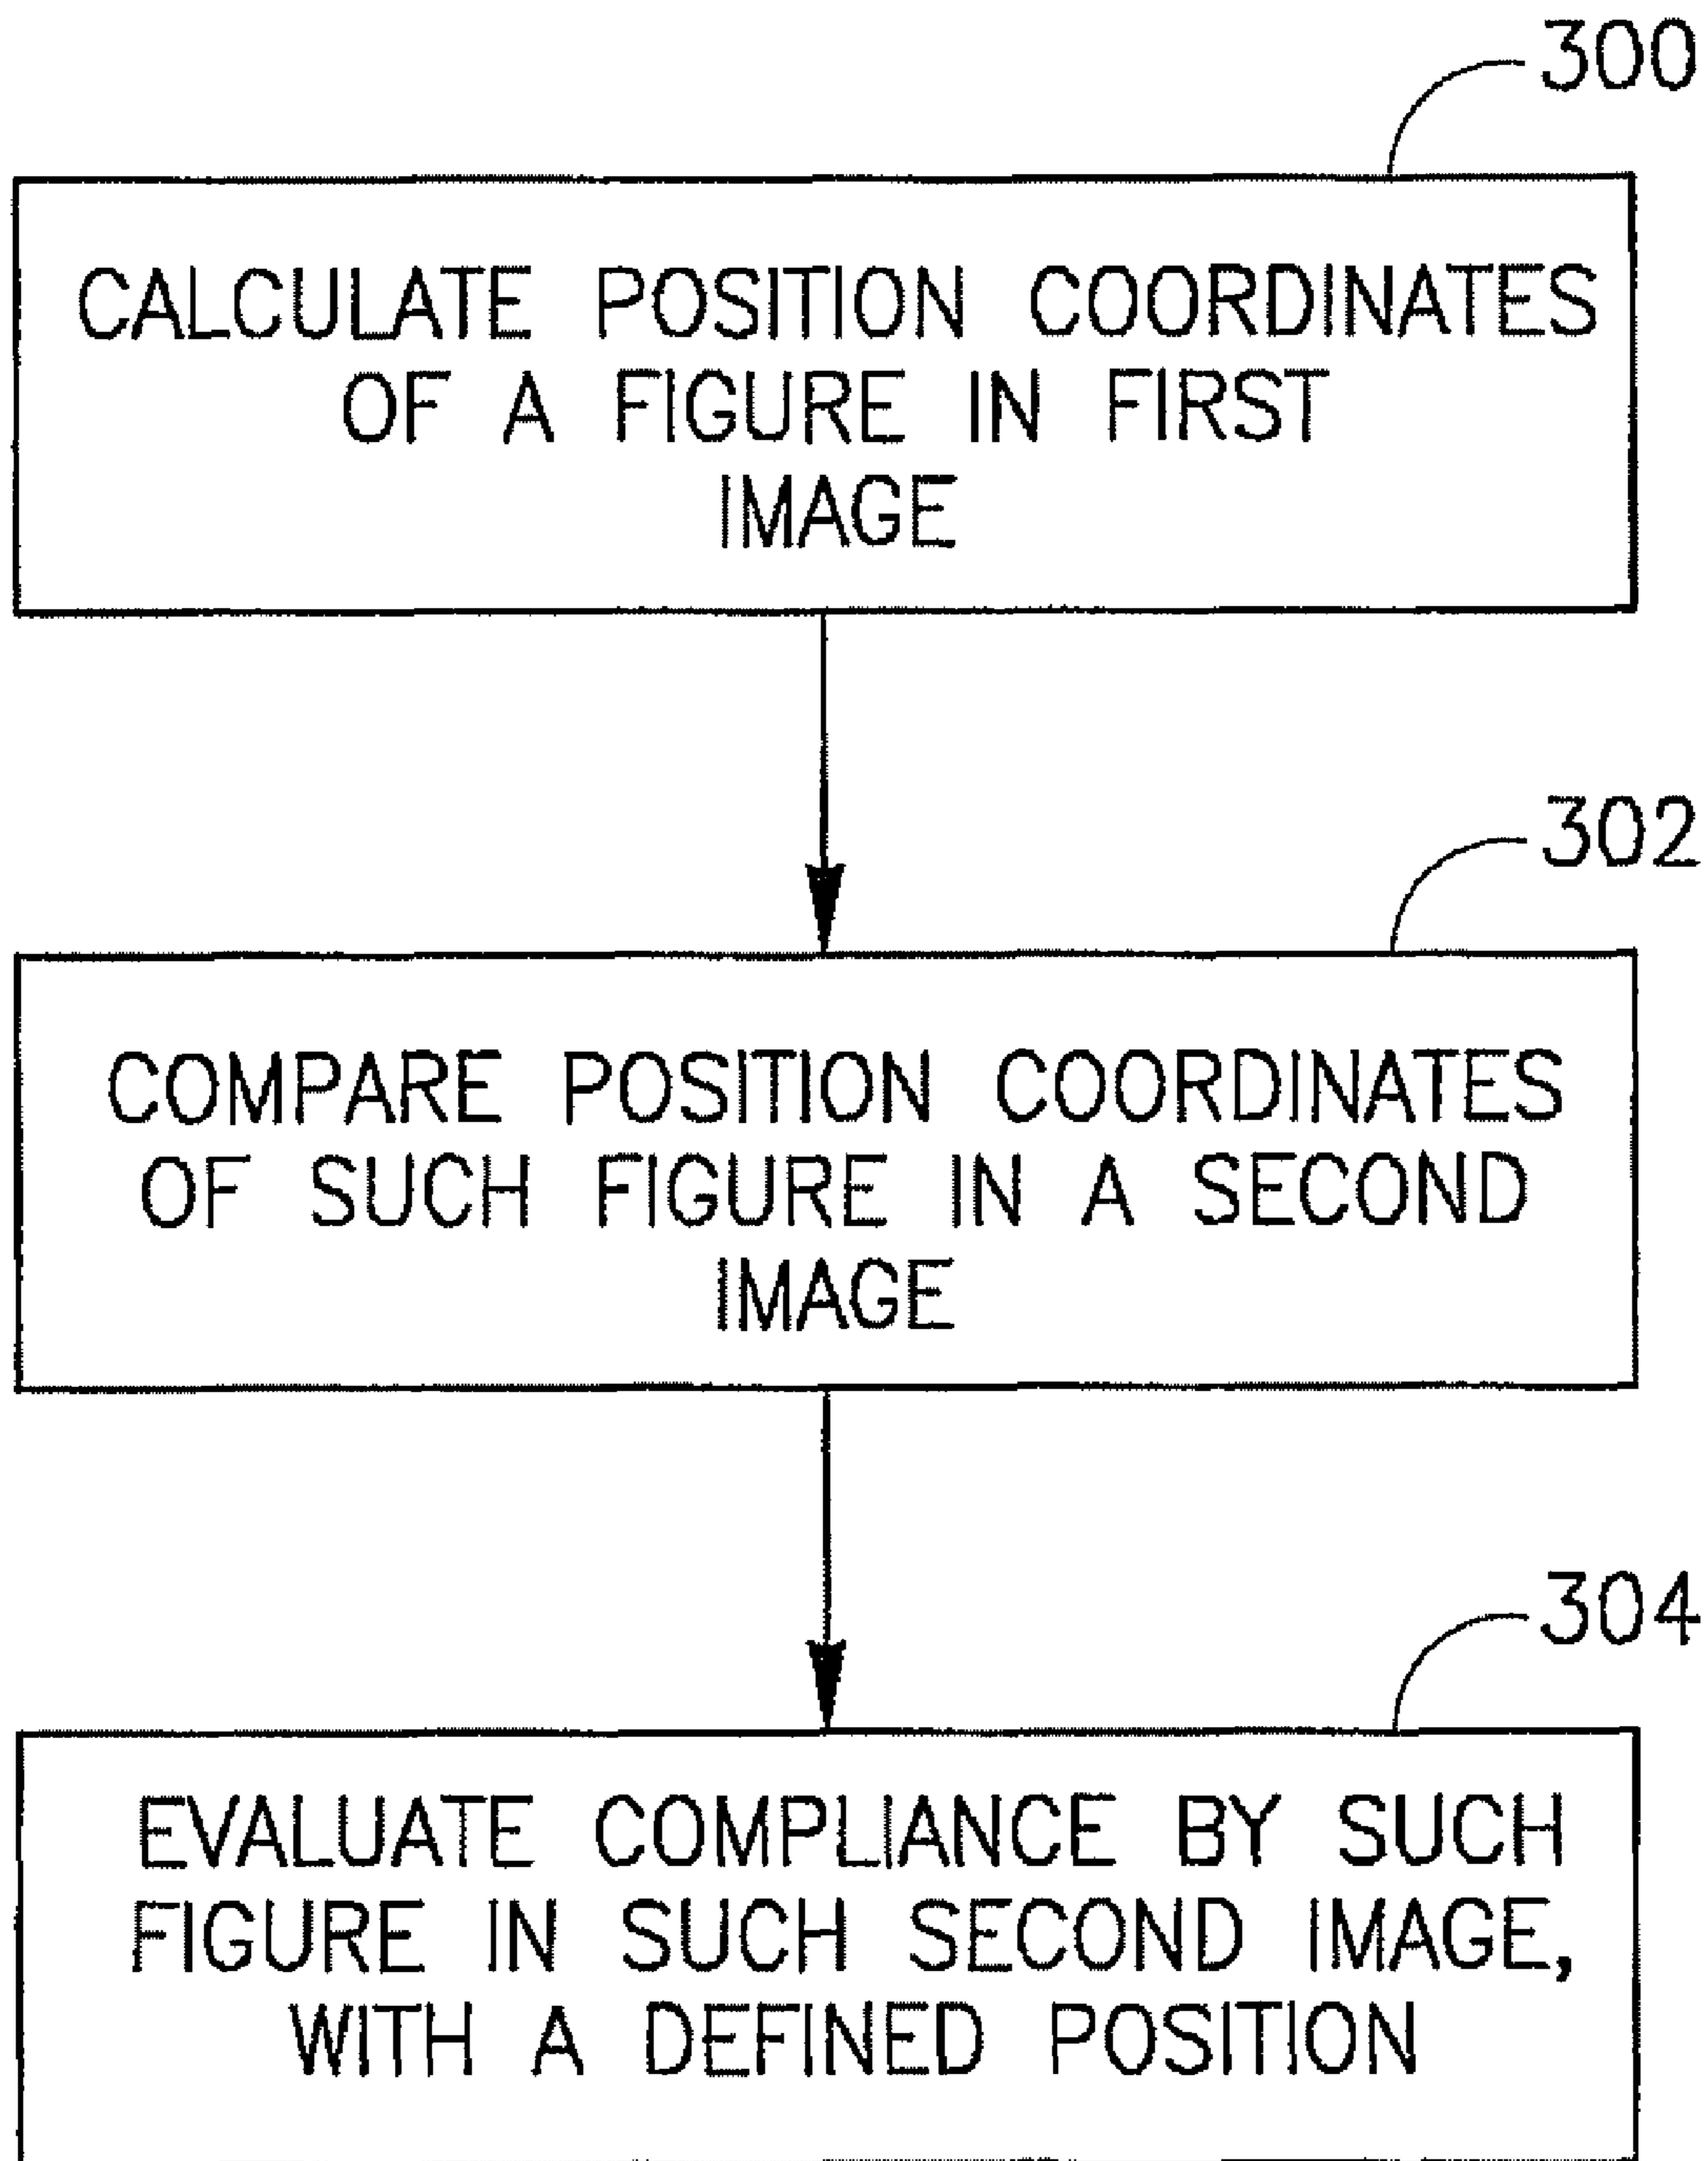 300
CALCULATE POSITION COORDINATES
OF A FIGURE IN FIRST
IMAGE
302
COMPARE POSITION COORDINATES
OF SUCH FIGURE IN A SECOND
IMAGE
304
EVALUATE COMPLIANCE BY SUCH
FIGURE IN SUCH SECOND IMAGE,
WITH A DEFINED POSITION